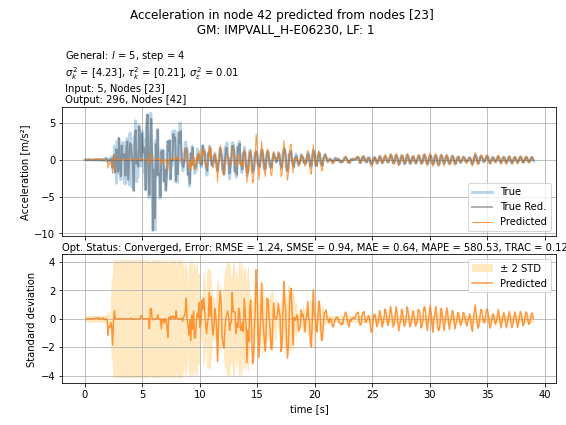 Acceleration in node 42 predicted from nodes [23]
GM: IMPVALL_H-E06230, LF: 1
General: l = 5, step = 4
σ²ₖ = [4.23], τ²ₖ = [0.21], σ²ε = 0.01
Input: 5, Nodes [23]
Output: 296, Nodes [42]
Acceleration [m/s²]
5
0
−5
−10
True
True Red.
Predicted
Opt. Status: Converged, Error: RMSE = 1.24, SMSE = 0.94, MAE = 0.64, MAPE = 580.53, TRAC = 0.12
Standard deviation
4
2
0
−2
−4
± 2 STD
Predicted
0 5 10 15 20 25 30 35 40
time [s]